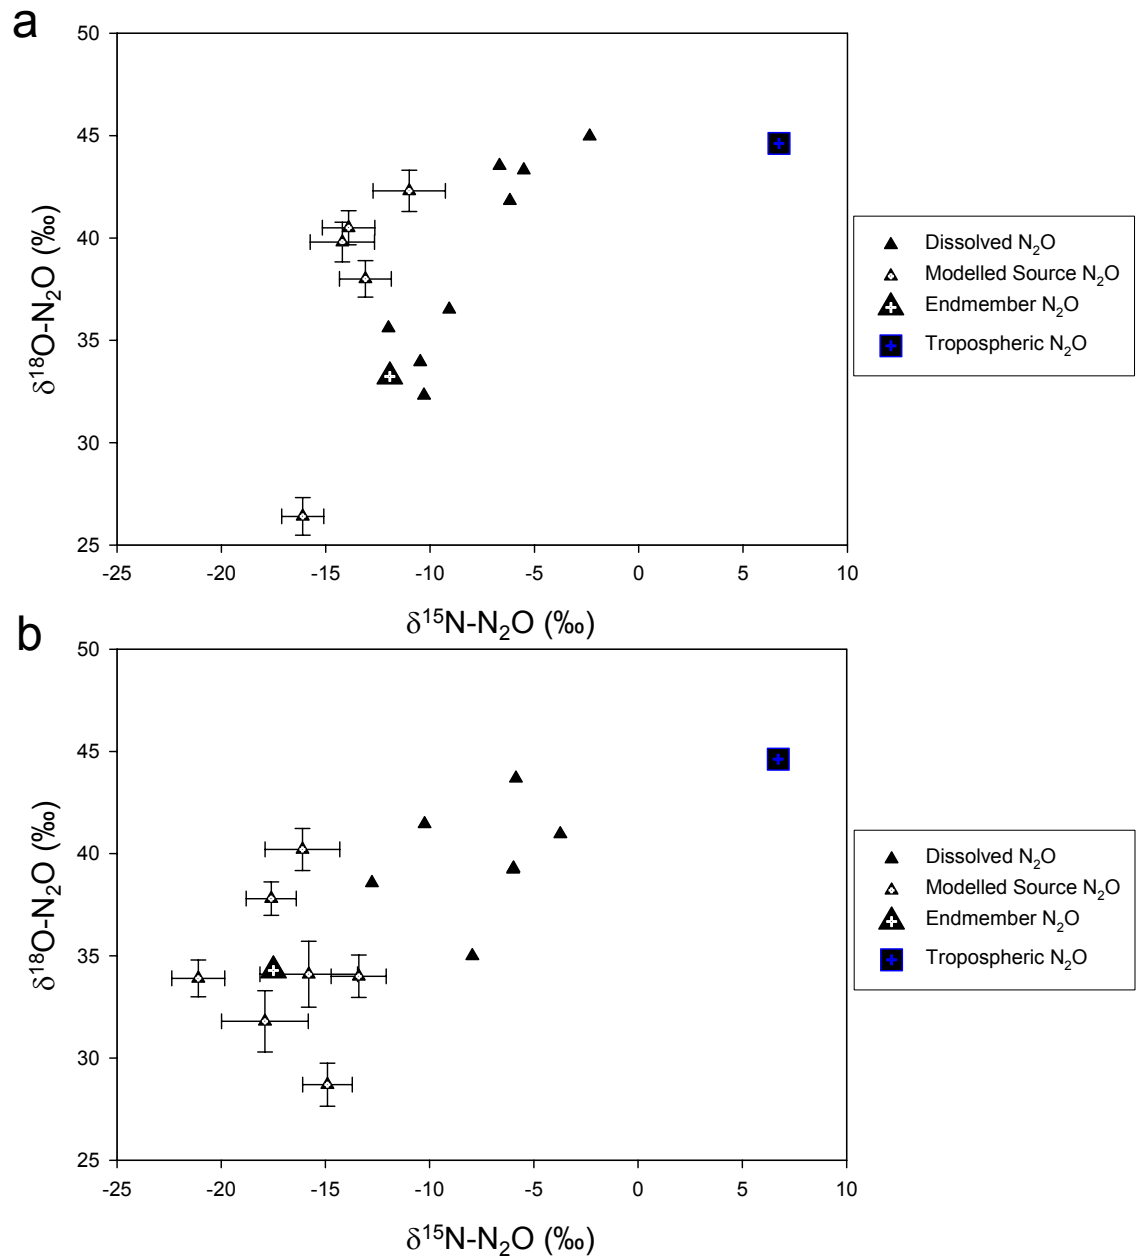 a
50
45
40
35
30
25
-25 -20 -15 -10 -5 0 5 10
δ18O-N2O (‰)
δ15N-N2O (‰)
Dissolved N2O
Modelled Source N2O
Endmember N2O
Tropospheric N2O
b
50
45
40
35
30
25
-25 -20 -15 -10 -5 0 5 10
δ18O-N2O (‰)
δ15N-N2O (‰)
Dissolved N2O
Modelled Source N2O
Endmember N2O
Tropospheric N2O